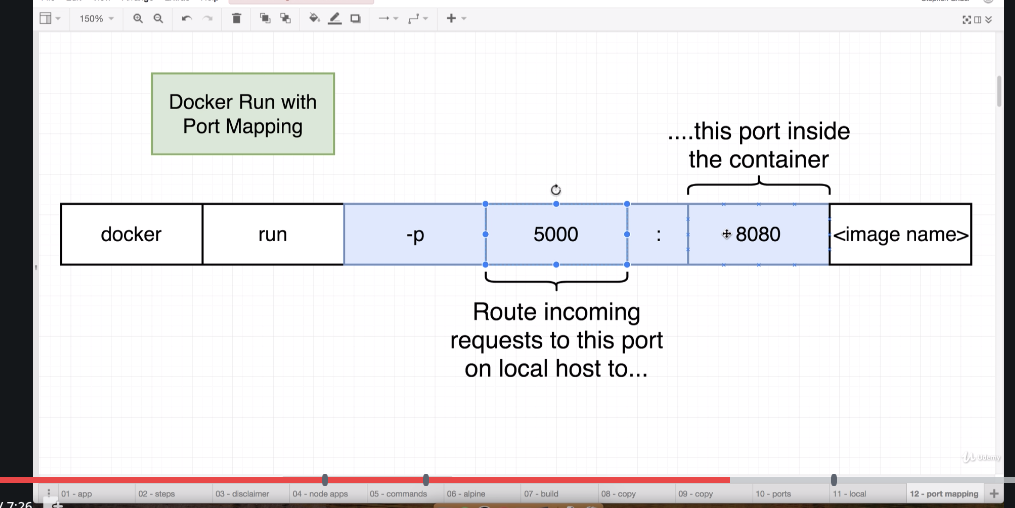 150%
Docker Run with
Port Mapping
....this port inside
the container
docker
run
-p
5000
:
8080
<image name>
Route incoming
requests to this port
on local host to...
Udemy
01 - app
02 - steps
03 - disclaimer
04 - node apps
05 - commands
06 - alpine
07 - build
08 - copy
09 - copy
10 - ports
11 - local
12 - port mapping
/ 7:26